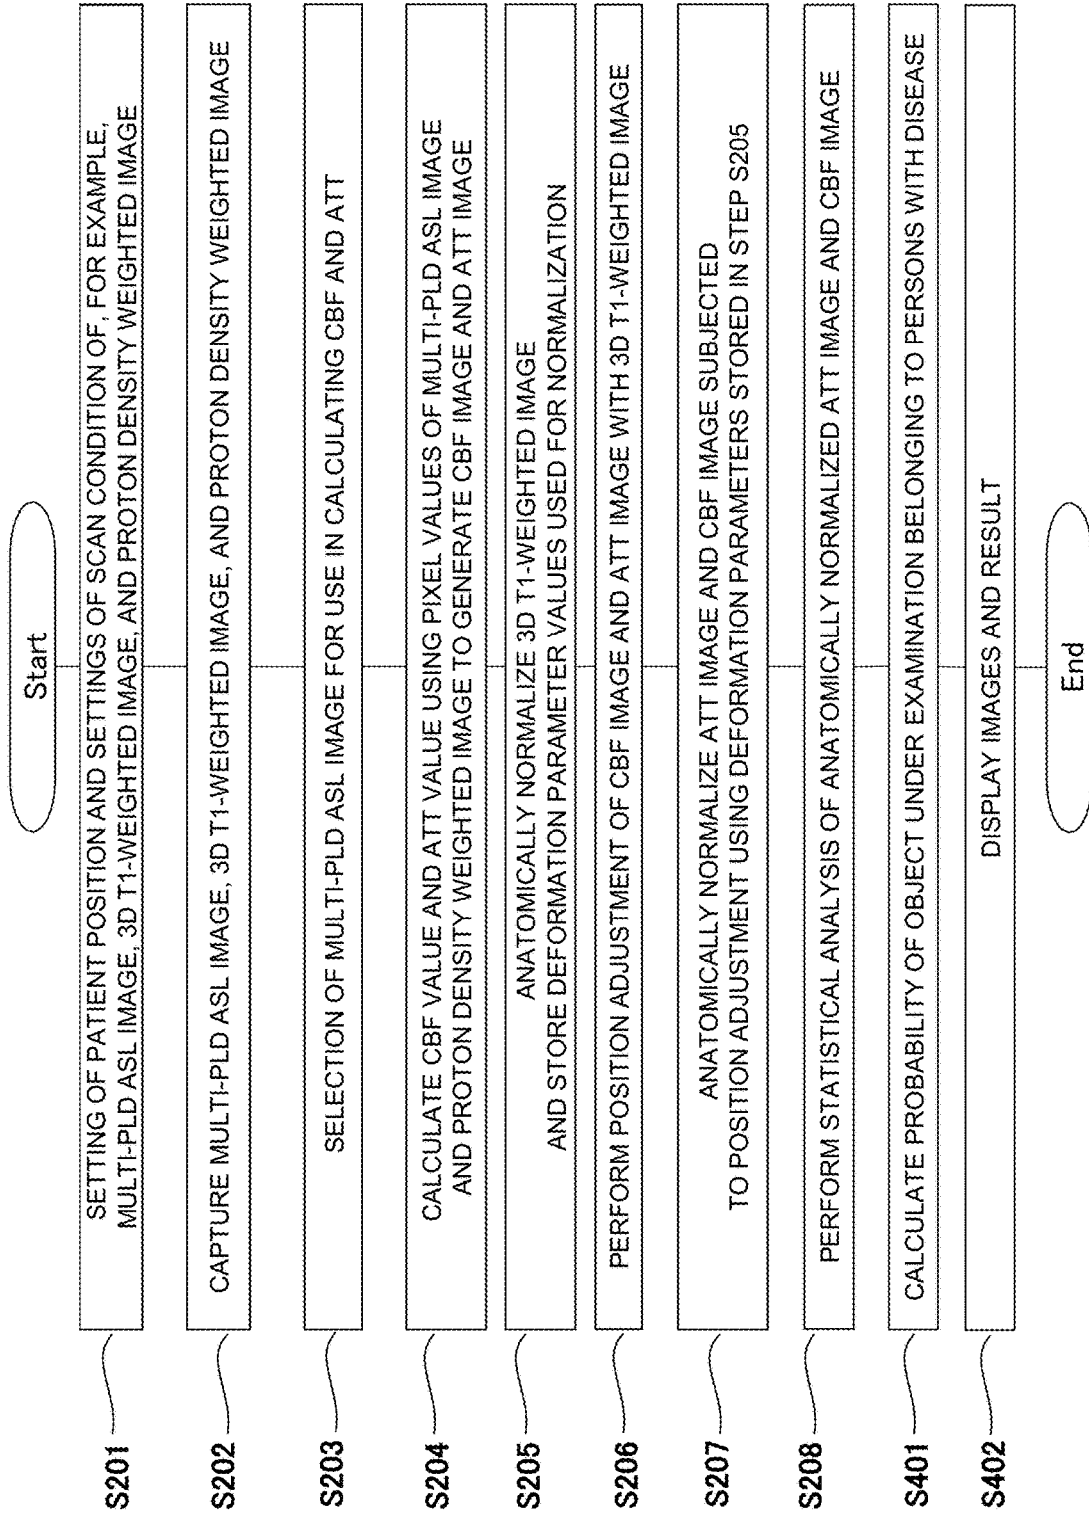 Start
S201
SETTING OF PATIENT POSITION AND SETTINGS OF SCAN CONDITION OF, FOR EXAMPLE,
MULTI-PLD ASL IMAGE, 3D T1-WEIGHTED IMAGE, AND PROTON DENSITY WEIGHTED IMAGE
S202
CAPTURE MULTI-PLD ASL IMAGE, 3D T1-WEIGHTED IMAGE, AND PROTON DENSITY WEIGHTED IMAGE
S203
SELECTION OF MULTI-PLD ASL IMAGE FOR USE IN CALCULATING CBF AND ATT
S204
CALCULATE CBF VALUE AND ATT VALUE USING PIXEL VALUES OF MULTI-PLD ASL IMAGE
AND PROTON DENSITY WEIGHTED IMAGE TO GENERATE CBF IMAGE AND ATT IMAGE
S205
ANATOMICALLY NORMALIZE 3D T1-WEIGHTED IMAGE
AND STORE DEFORMATION PARAMETER VALUES USED FOR NORMALIZATION
S206
PERFORM POSITION ADJUSTMENT OF CBF IMAGE AND ATT IMAGE WITH 3D T1-WEIGHTED IMAGE
S207
ANATOMICALLY NORMALIZE ATT IMAGE AND CBF IMAGE SUBJECTED
TO POSITION ADJUSTMENT USING DEFORMATION PARAMETERS STORED IN STEP S205
S208
PERFORM STATISTICAL ANALYSIS OF ANATOMICALLY NORMALIZED ATT IMAGE AND CBF IMAGE
S401
CALCULATE PROBABILITY OF OBJECT UNDER EXAMINATION BELONGING TO PERSONS WITH DISEASE
S402
DISPLAY IMAGES AND RESULT
End